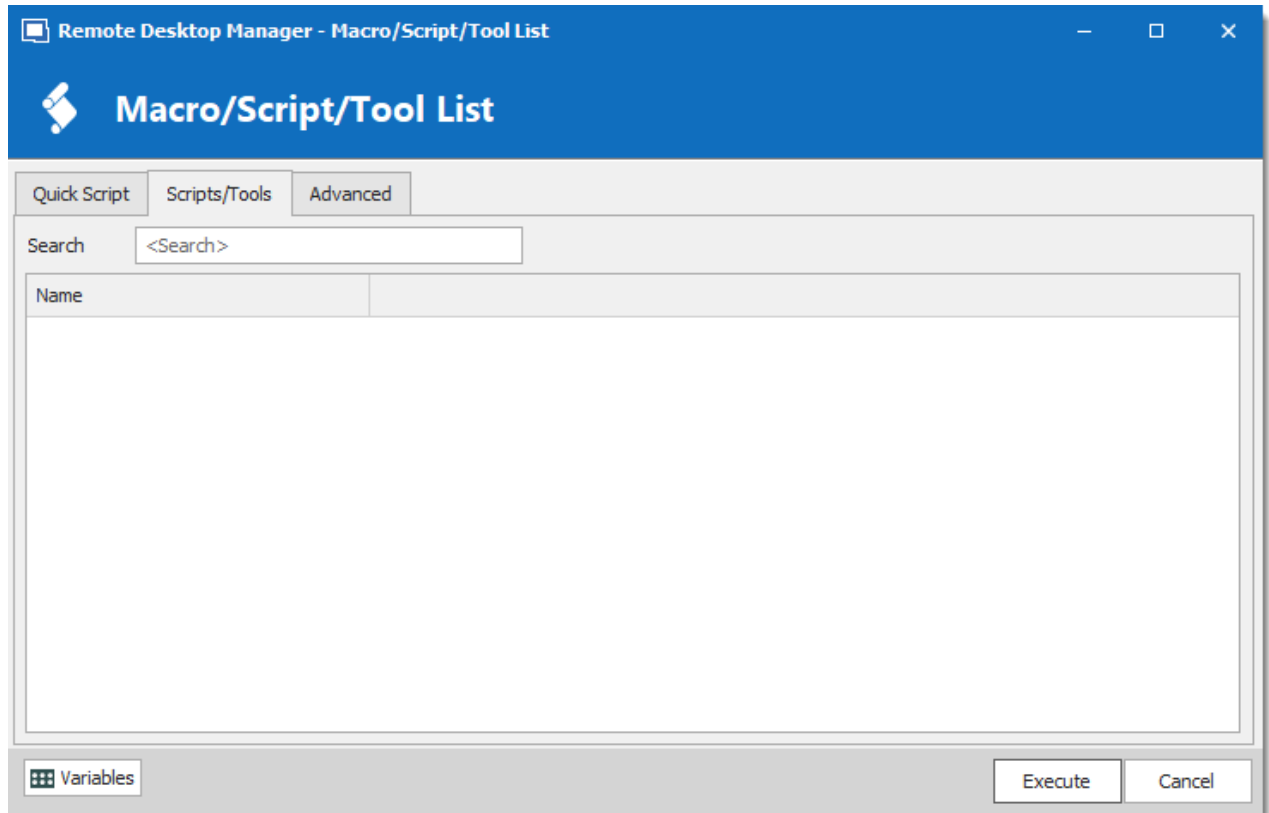 Remote Desktop Manager - Macro/Script/Tool List
Macro/Script/Tool List
Quick Script Scripts/Tools Advanced
Search <Search>
Name
Variables Execute Cancel